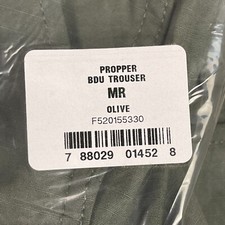 PROPPER
BDU TROUSER
MR
OLIVE
F520155330
7 88029 01452 8